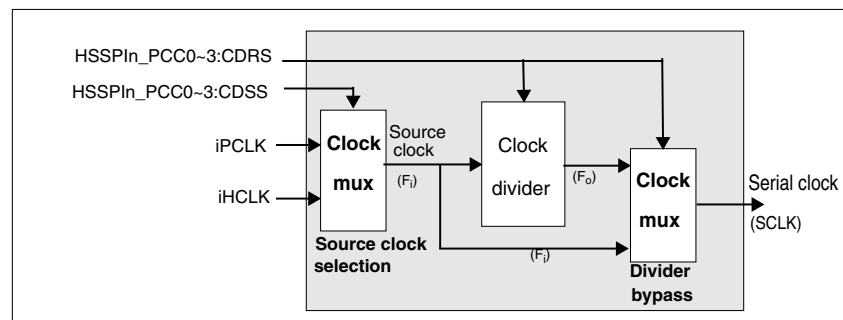 HSSPIn_PCC0~3:CDRS
HSSPIn_PCC0~3:CDSS
iPCLK
iHCLK
Clock
mux
Source clock
selection
Source
clock
(Fi)
Clock
divider
(Fo)
(Fi)
Clock
mux
Divider
bypass
Serial clock
(SCLK)